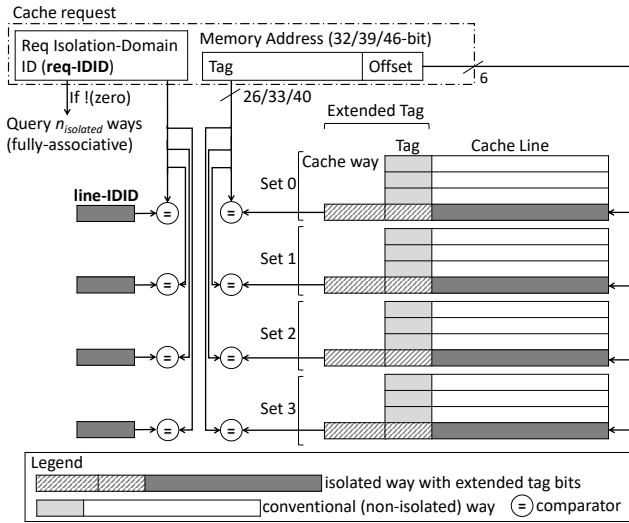 Cache request
Req Isolation-Domain
ID (req-IDID)
Memory Address (32/39/46-bit)
Tag
Offset
6
If !(zero)
26/33/40
Query n_isolated ways
(fully-associative)
Extended Tag
Tag
Cache Line
Cache way
Set 0
line-IDID
=
=
Set 1
=
=
Set 2
=
=
Set 3
=
=
Legend
isolated way with extended tag bits
conventional (non-isolated) way
= comparator